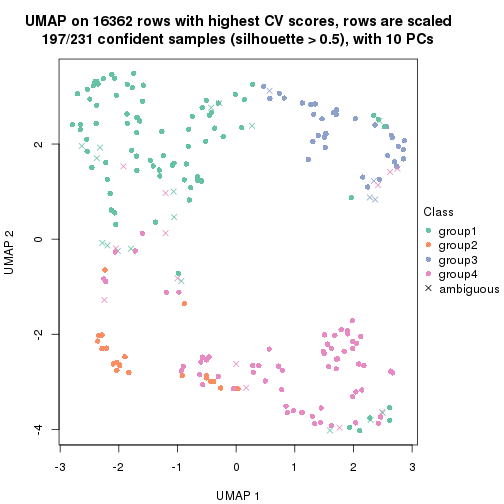 UMAP on 16362 rows with highest CV scores, rows are scaled
197/231 confident samples (silhouette > 0.5), with 10 PCs
2
0
-2
-4
UMAP 2
-3 -2 -1 0 1 2 3
UMAP 1
Class
group1
group2
group3
group4
ambiguous